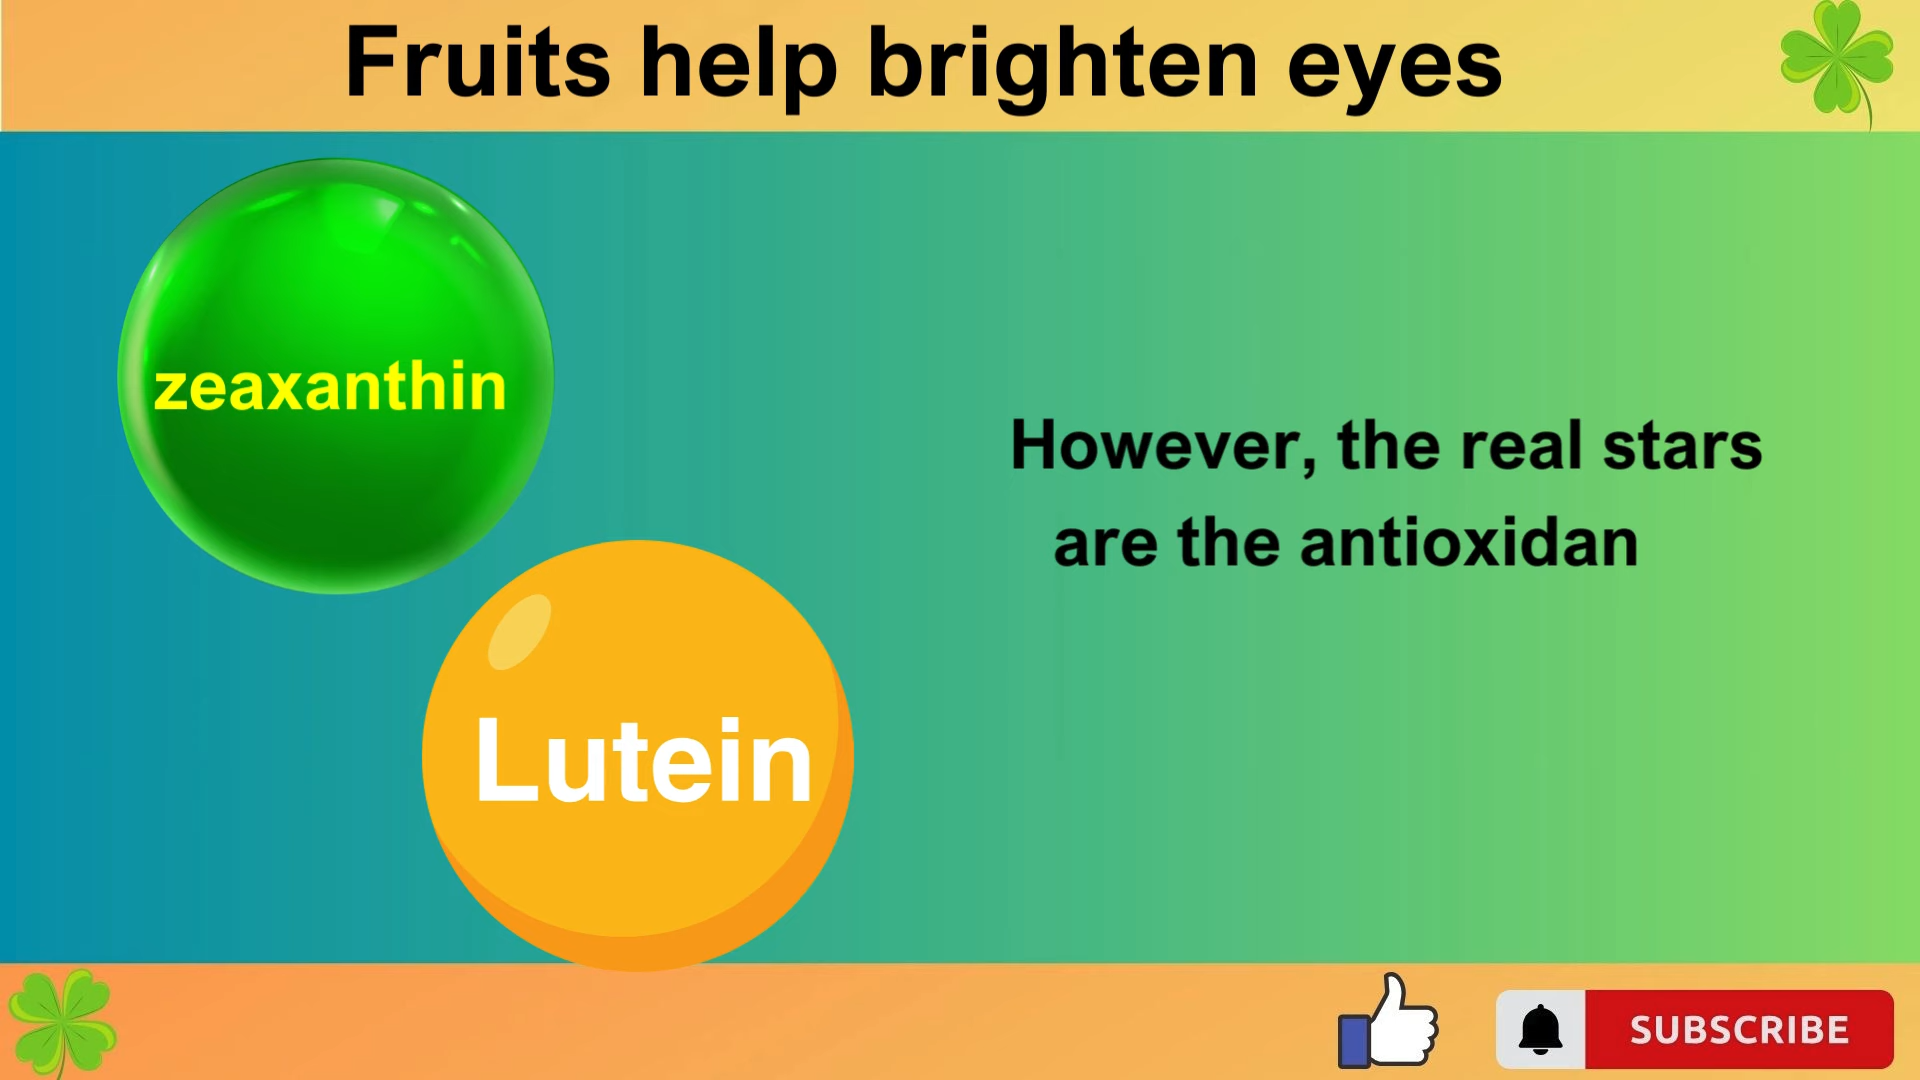 Fruits help brighten eyes
zeaxanthin
However, the real stars
are the antioxidan
Lutein
SUBSCRIBE